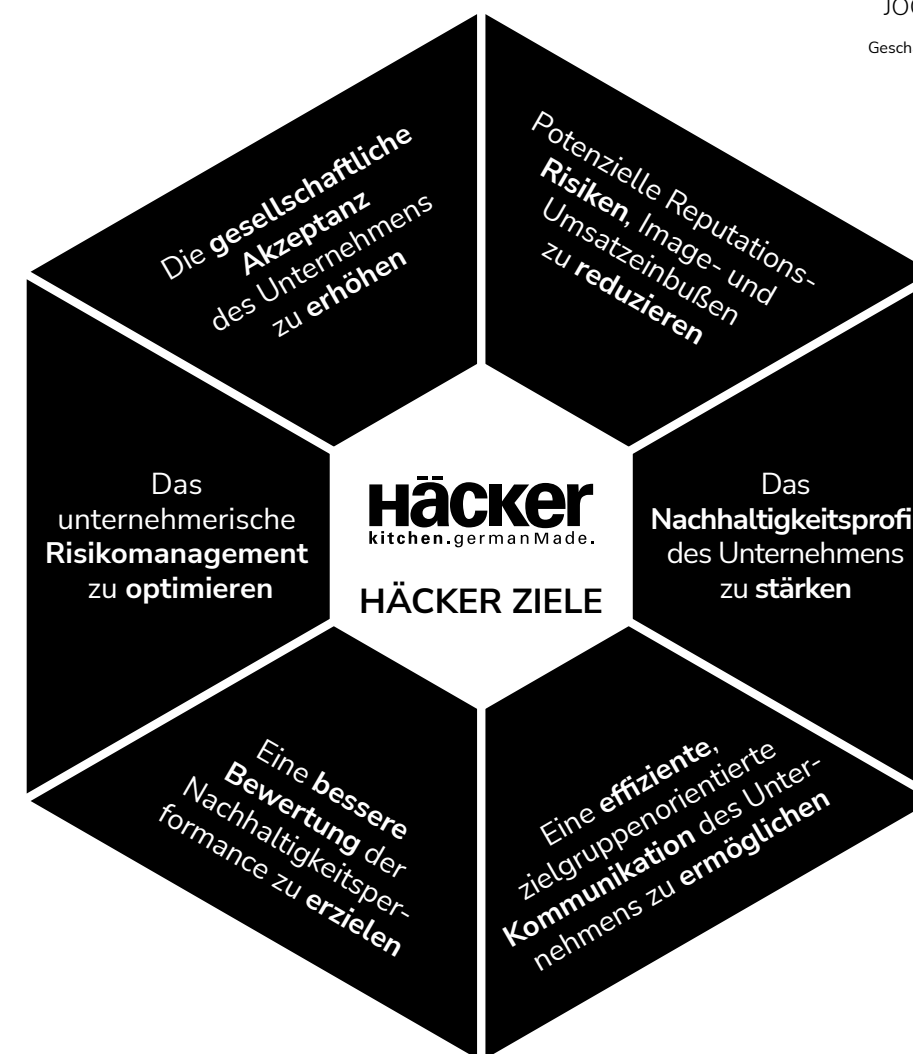 JO
Gesch
Die gesellschaftliche
Akzeptanz
des Unternehmens
zu erhöhen
Potenzielle Reputations-
Risiken, Image- und
Umsatzeinbußen
zu reduzieren
Das
unternehmerische
Risikomanagement
zu optimieren
Häcker
kitchen.germanMade.
HÄCKER ZIELE
Das
Nachhaltigkeitsprofi
des Unternehmens
zu stärken
Eine bessere
Bewertung der
Nachhaltigkeitsper-
formance zu erzielen
Eine effiziente,
zielgruppenorientierte
Kommunikation des Unter-
nehmens zu ermöglichen